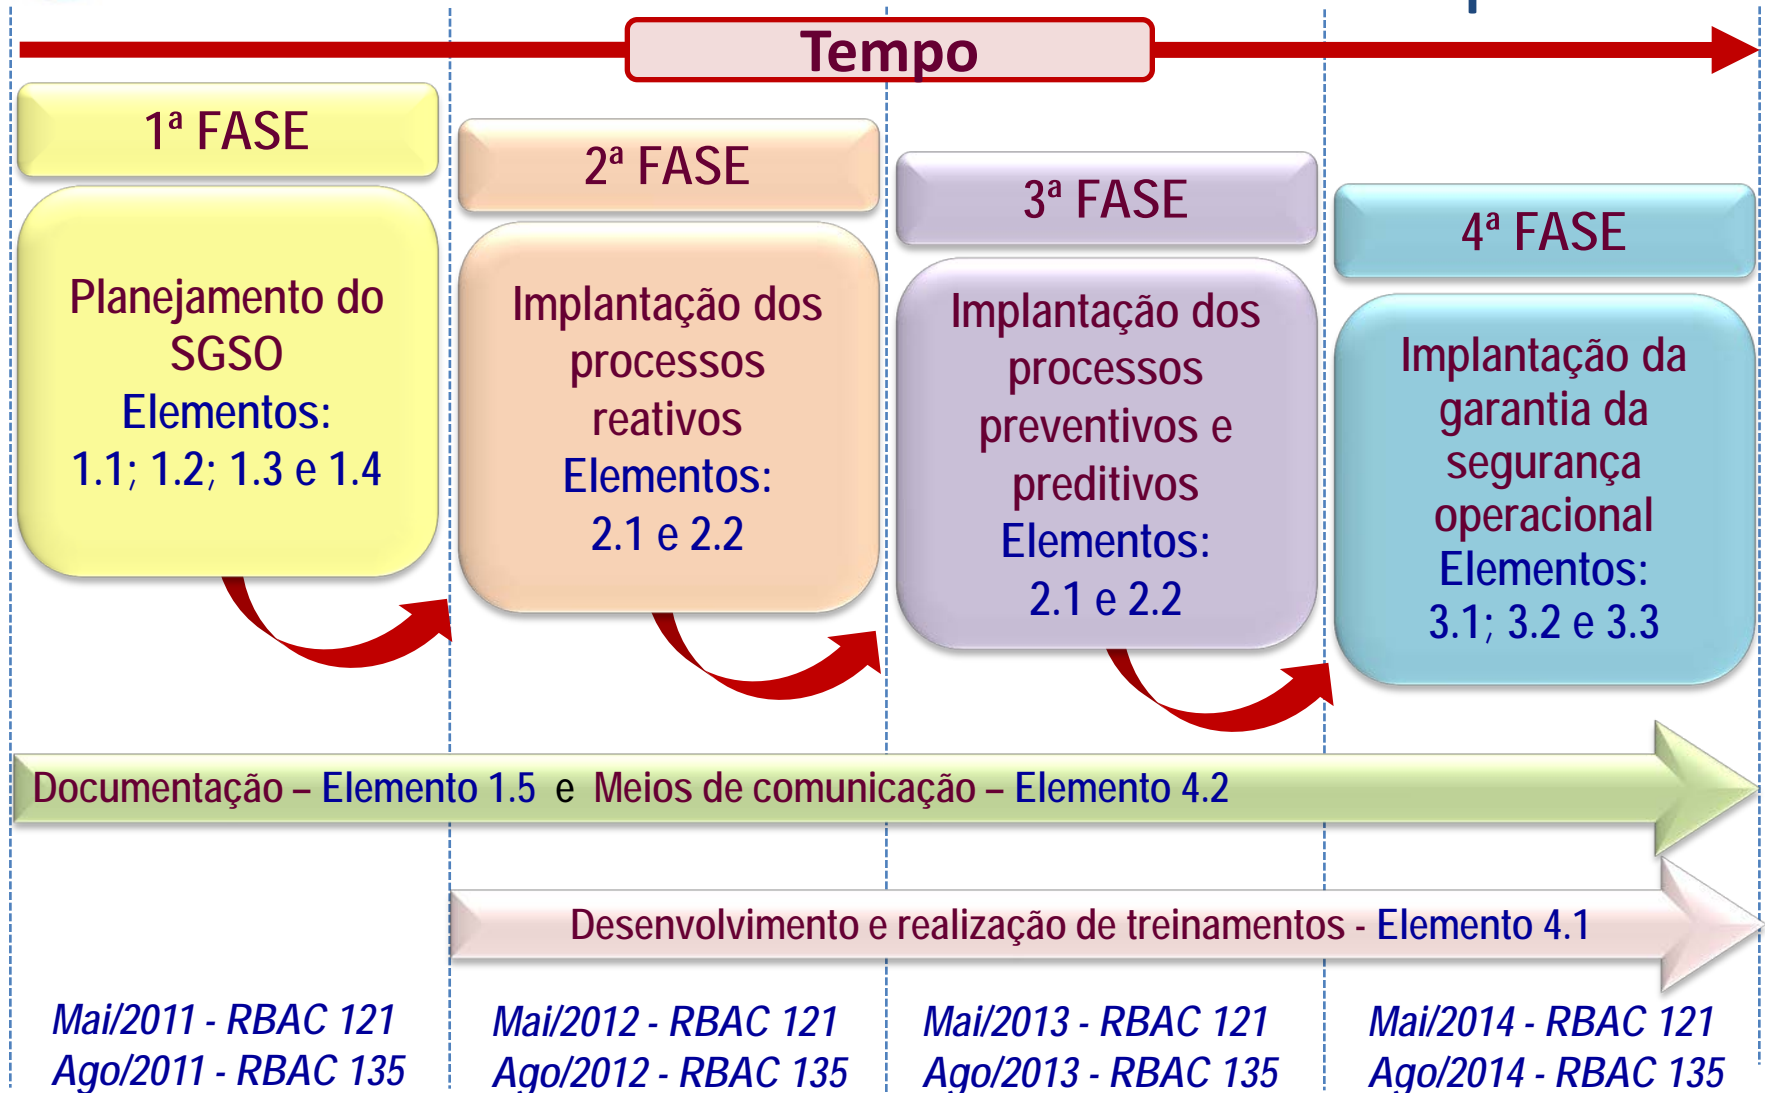 Tempo
1ª FASE
Planejamento do
SGSO
Elementos:
1.1; 1.2; 1.3 e 1.4
2ª FASE
Implantação dos
processos
reativos
Elementos:
2.1 e 2.2
3ª FASE
Implantação dos
processos
preventivos e
preditivos
Elementos:
2.1 e 2.2
4ª FASE
Implantação da
garantia da
segurança
operacional
Elementos:
3.1; 3.2 e 3.3
Documentação – Elemento 1.5 e Meios de comunicação – Elemento 4.2
Desenvolvimento e realização de treinamentos - Elemento 4.1
Mai/2011 - RBAC 121
Ago/2011 - RBAC 135
Mai/2012 - RBAC 121
Ago/2012 - RBAC 135
Mai/2013 - RBAC 121
Ago/2013 - RBAC 135
Mai/2014 - RBAC 121
Ago/2014 - RBAC 135